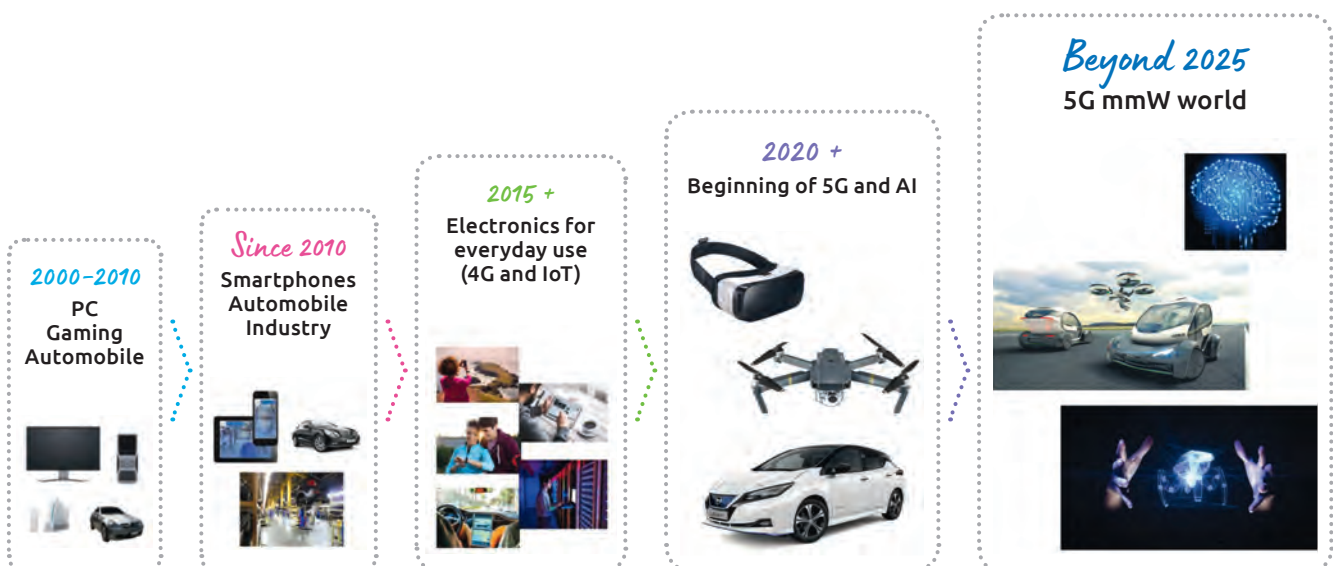 2000-2010
PC
Gaming
Automobile
Since 2010
Smartphones
Automobile
Industry
2015 +
Electronics for
everyday use
(4G and IoT)
2020 +
Beginning of 5G and AI
Beyond 2025
5G mmW world